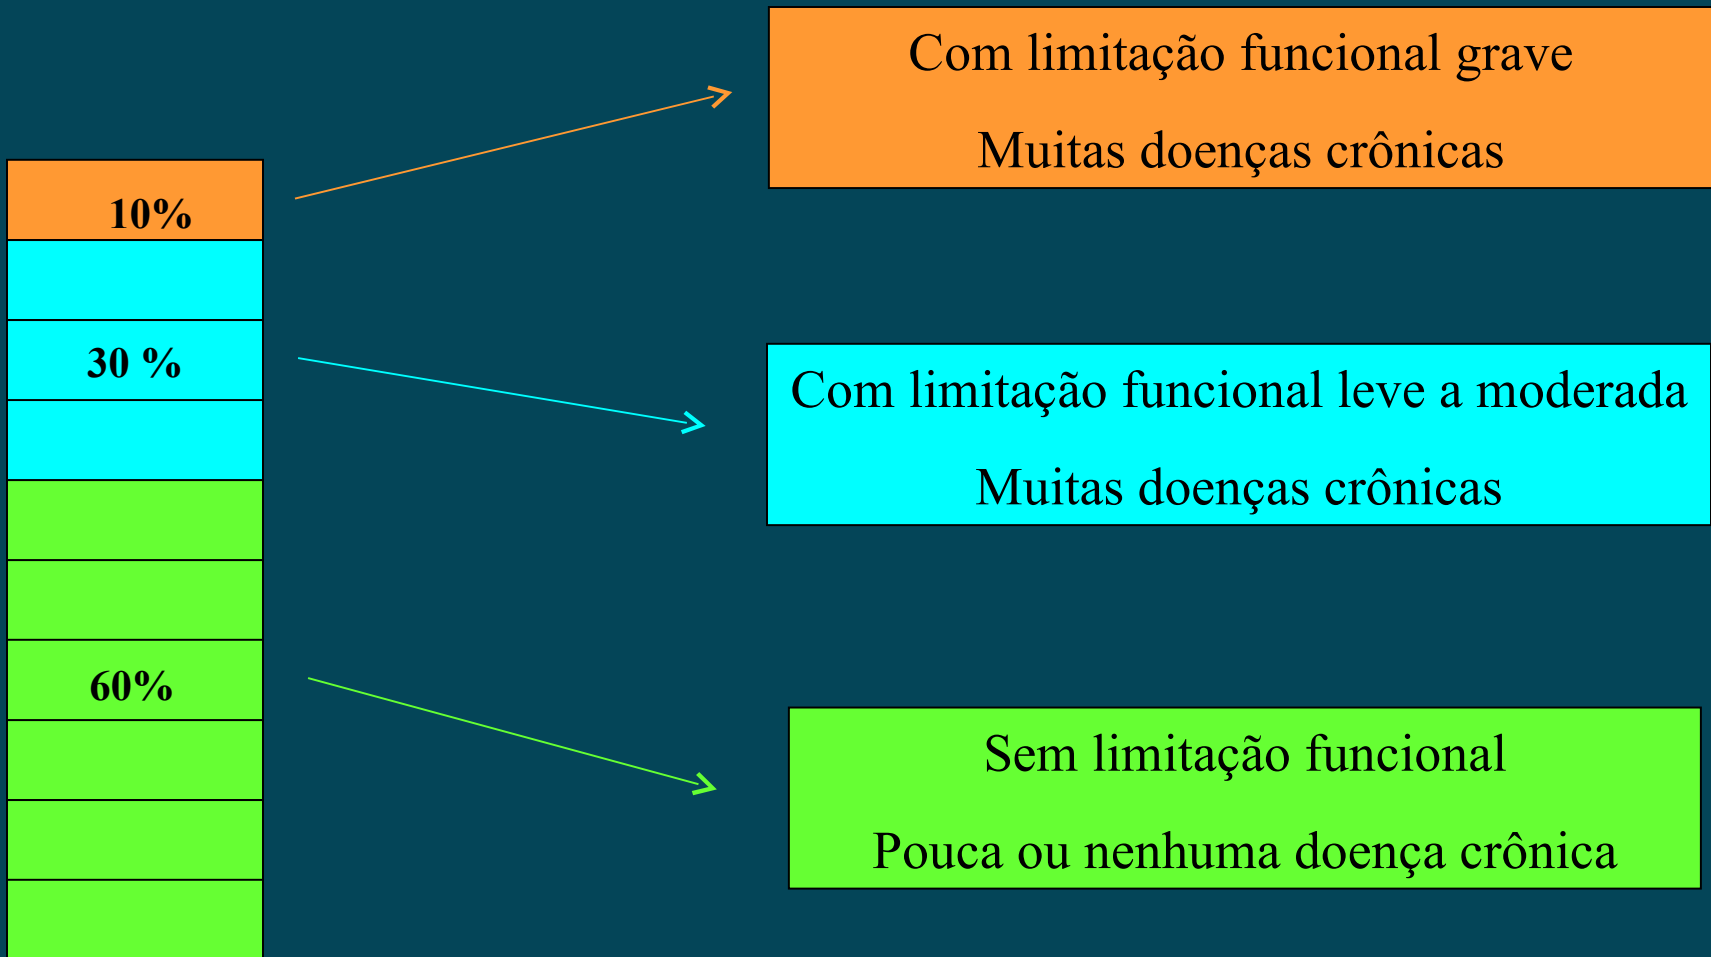 Com limitação funcional grave
Muitas doenças crônicas
10%
30 %
Com limitação funcional leve a moderada
Muitas doenças crônicas
60%
Sem limitação funcional
Pouca ou nenhuma doença crônica